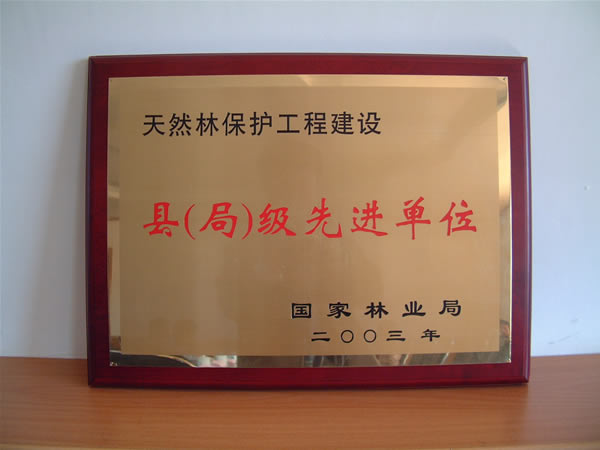 天然林保护工程建设
县(局)级先进单位
国家林业局
二〇〇三年